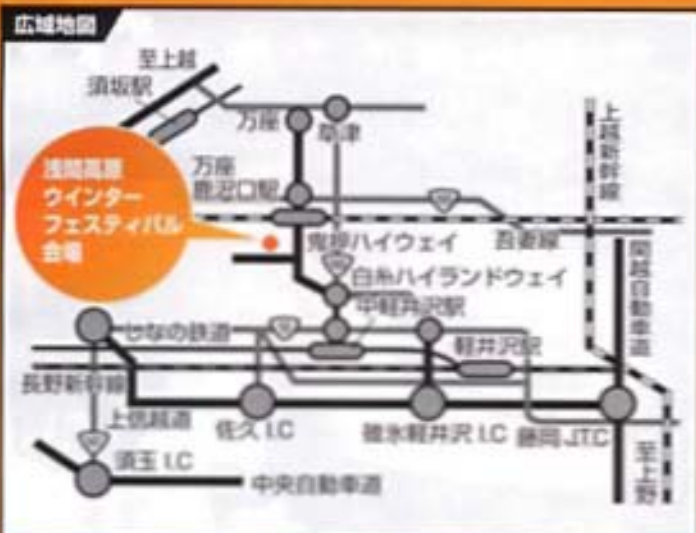 広域地図
至上越
須坂駅
万座
草津
上越新幹線
浅間高原
ウインター
フェスティバル
会場
万座
鹿沢口駅
鬼押ハイウェイ
吾妻線
関越自動車道
白糸ハイランドウェイ
中軽井沢駅
しなの鉄道
軽井沢駅
長野新幹線
上信越道
佐久 I.C
碓氷軽井沢 I.C
藤岡 J.T.C
須玉 I.C
中央自動車道
至上野